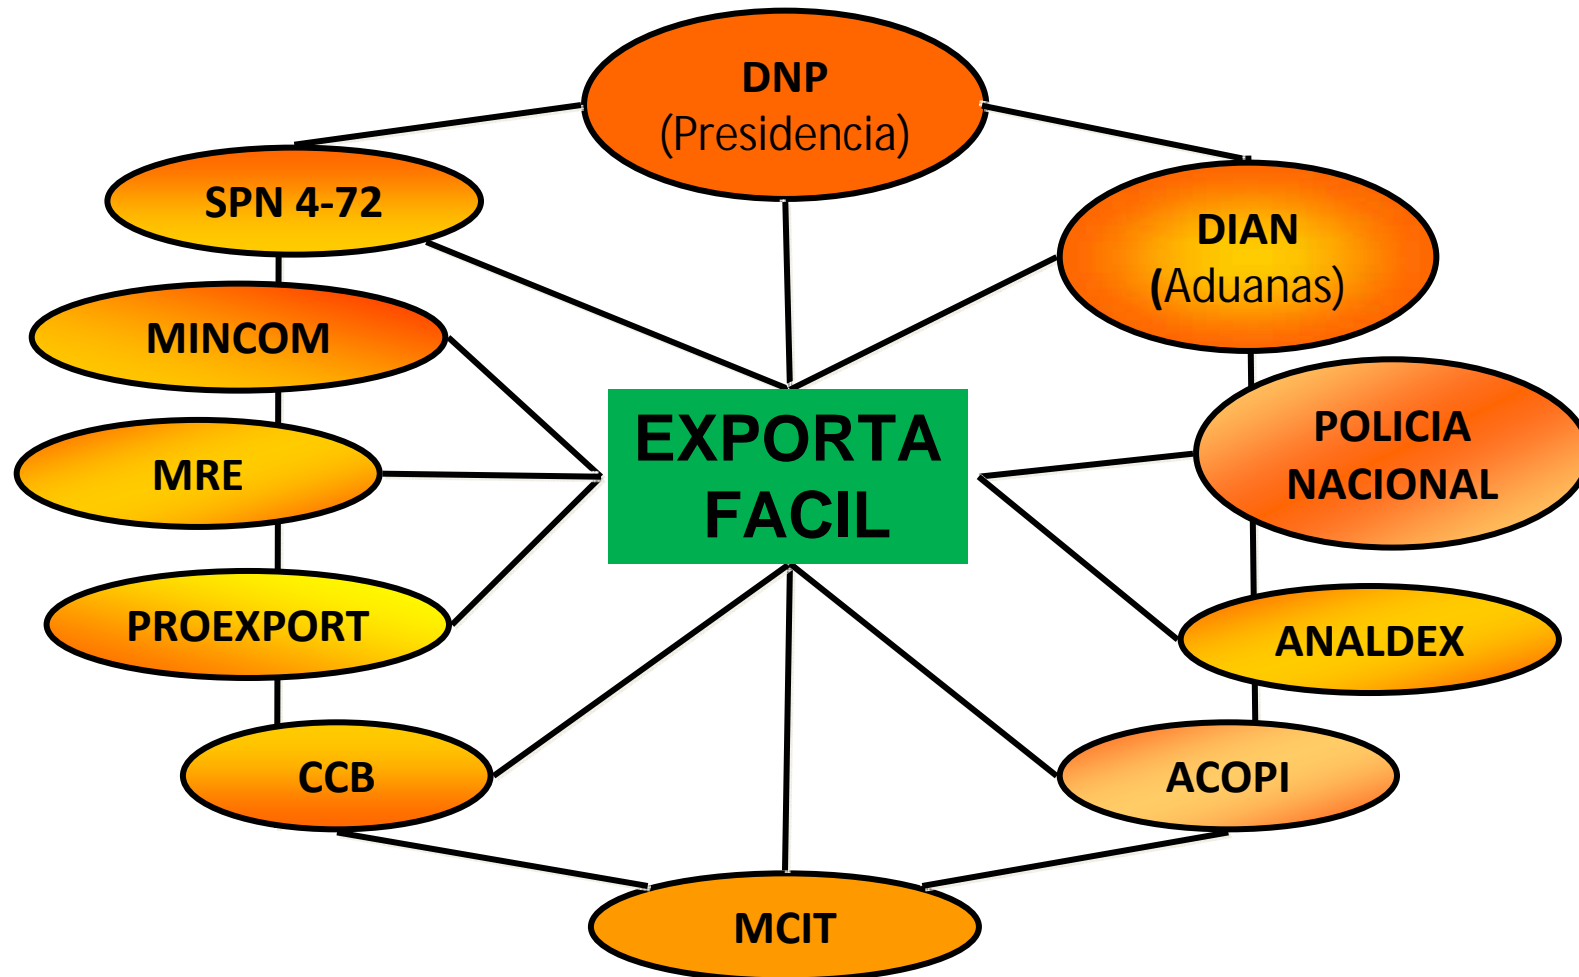 DNP
(Presidencia)
SPN 4-72
DIAN
(Aduanas)
MINCOM
EXPORTA
FACIL
POLICIA
NACIONAL
MRE
PROEXPORT
ANALDEX
CCB
ACOPI
MCIT